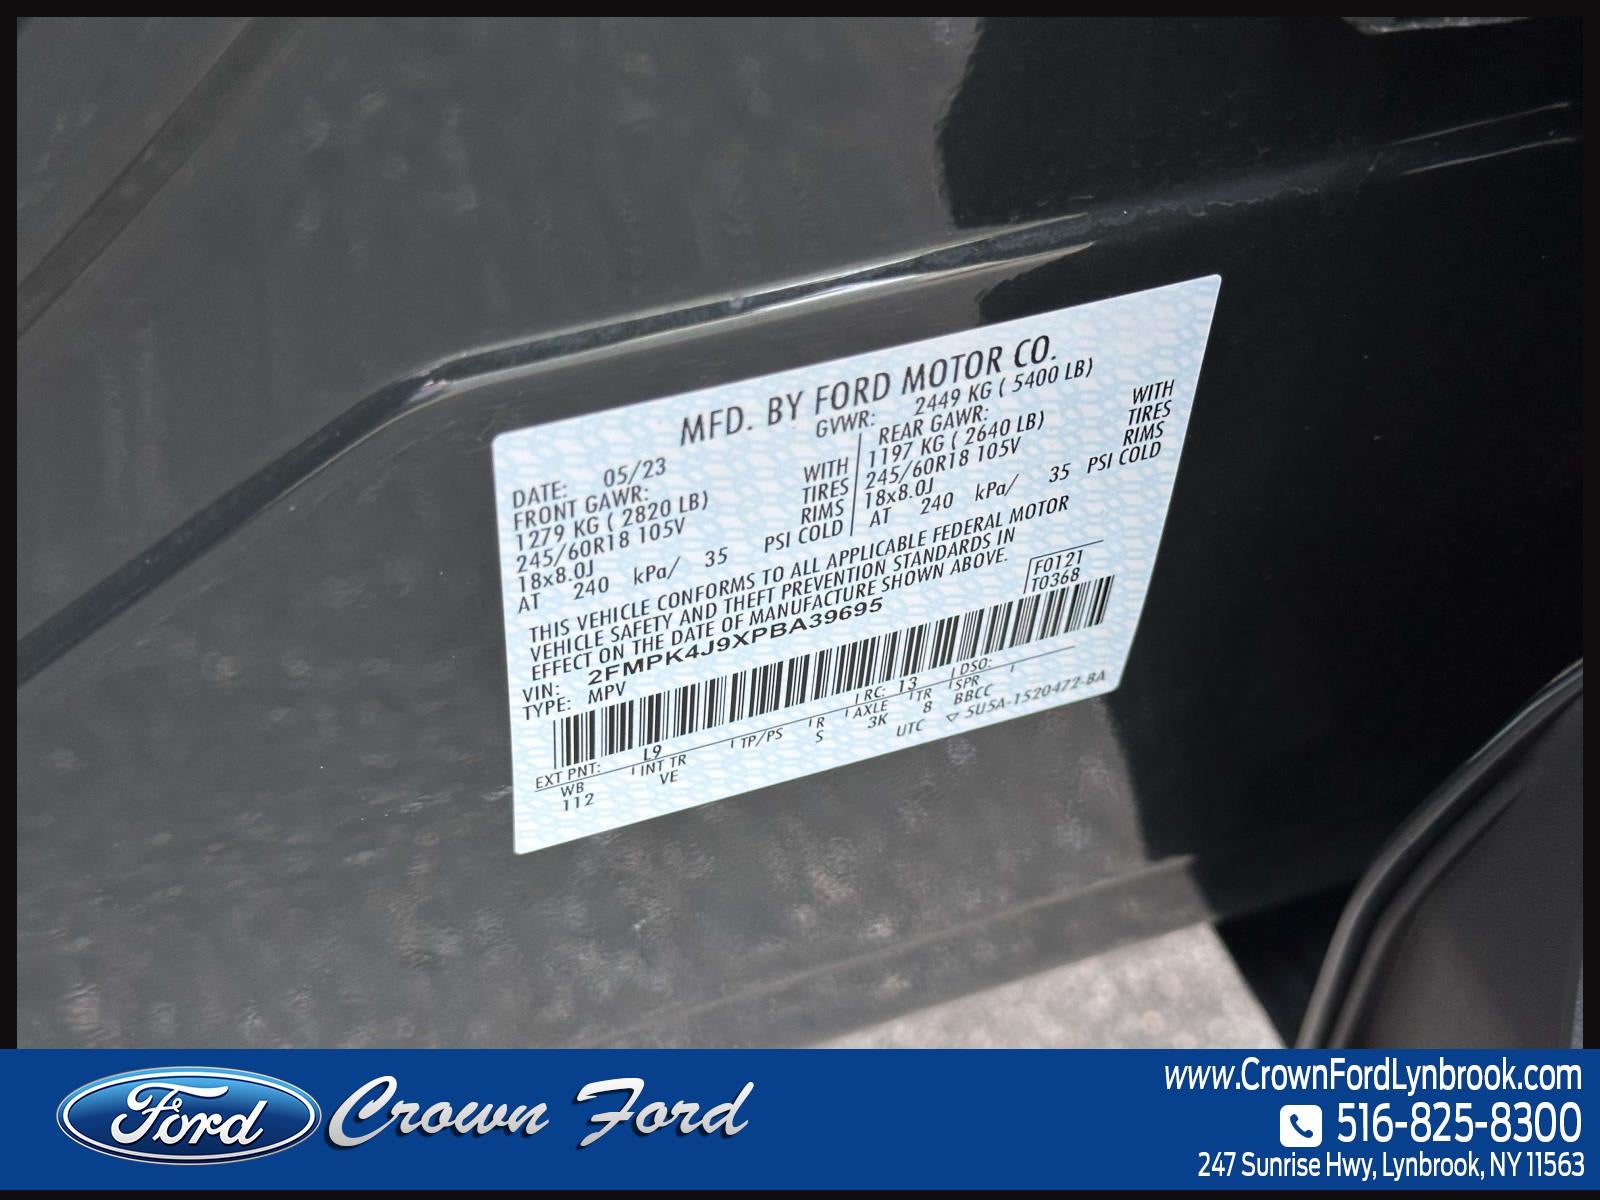 MFD. BY FORD MOTOR CO.
DATE: 05/23
GVWR: 2449 KG ( 5400 LB)
FRONT GAWR:
1279 KG ( 2820 LB) WITH
245/60R18 105V TIRES
18x8.0J RIMS
AT 240 kPa/ 35 PSI COLD
REAR GAWR:
1197 KG ( 2640 LB) WITH
245/60R18 105V TIRES
18x8.0J RIMS
AT 240 kPa/ 35 PSI COLD
THIS VEHICLE CONFORMS TO ALL APPLICABLE FEDERAL MOTOR
VEHICLE SAFETY AND THEFT PREVENTION STANDARDS IN
EFFECT ON THE DATE OF MANUFACTURE SHOWN ABOVE.
F0121
T0368
VIN: 2FMPK4J9XPBA39695
TYPE: MPV
EXT PNT: L9 RC: 13 DSO:
WB INT TR TP/PS R AXLE TR SPR
112 VE S 3K 8 BBCC
UTC ▽ 5U5A-1520472-BA
Ford Crown Ford
www.CrownFordLynbrook.com
516-825-8300
247 Sunrise Hwy, Lynbrook, NY 11563